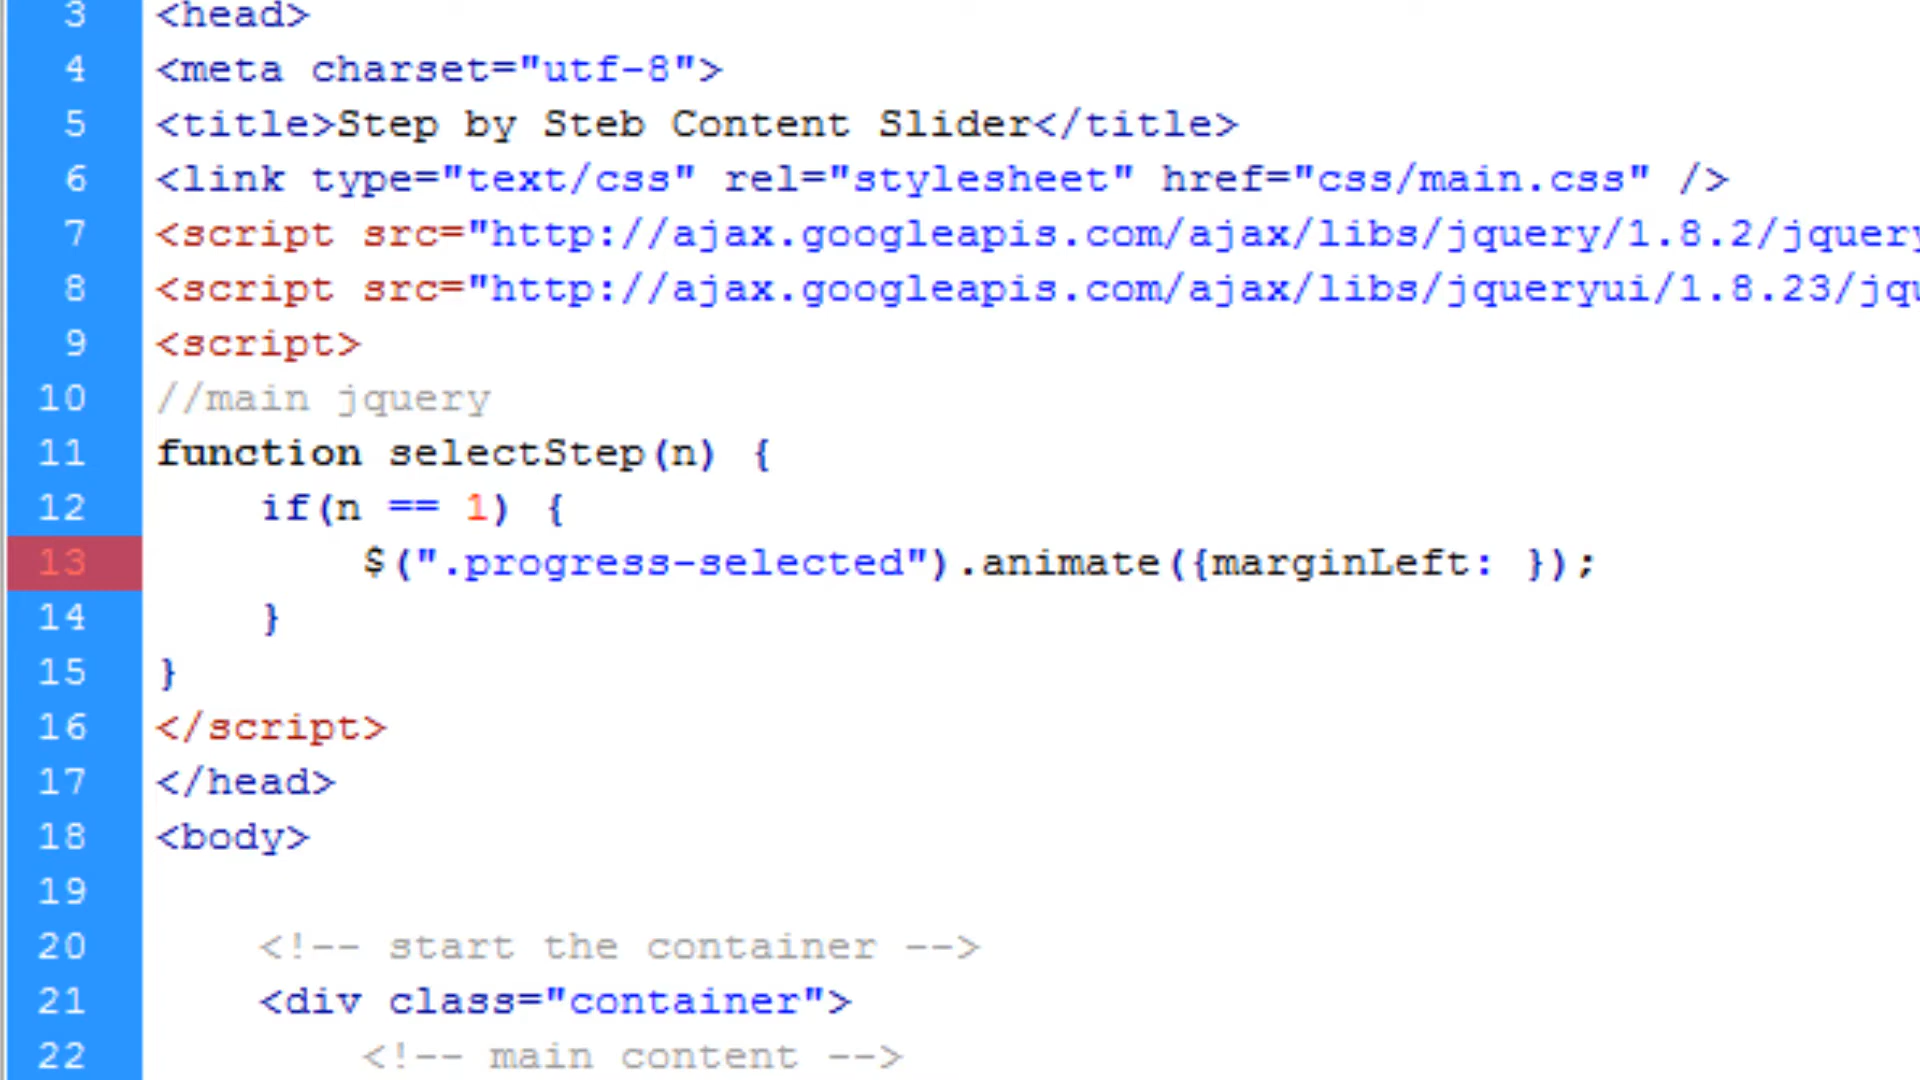 3 <head>
4 <meta charset="utf-8">
5 <title>Step by Steb Content Slider</title>
6 <link type="text/css" rel="stylesheet" href="css/main.css" />
7 <script src="http://ajax.googleapis.com/ajax/libs/jquery/1.8.2/jquery
8 <script src="http://ajax.googleapis.com/ajax/libs/jqueryui/1.8.23/jqu
9 <script>
10 //main jquery
11 function selectStep(n) {
12 if(n == 1) {
13 $(".progress-selected").animate({marginLeft: });
14 }
15 }
16 </script>
17 </head>
18 <body>
19
20 <!-- start the container -->
21 <div class="container">
22 <!-- main content -->